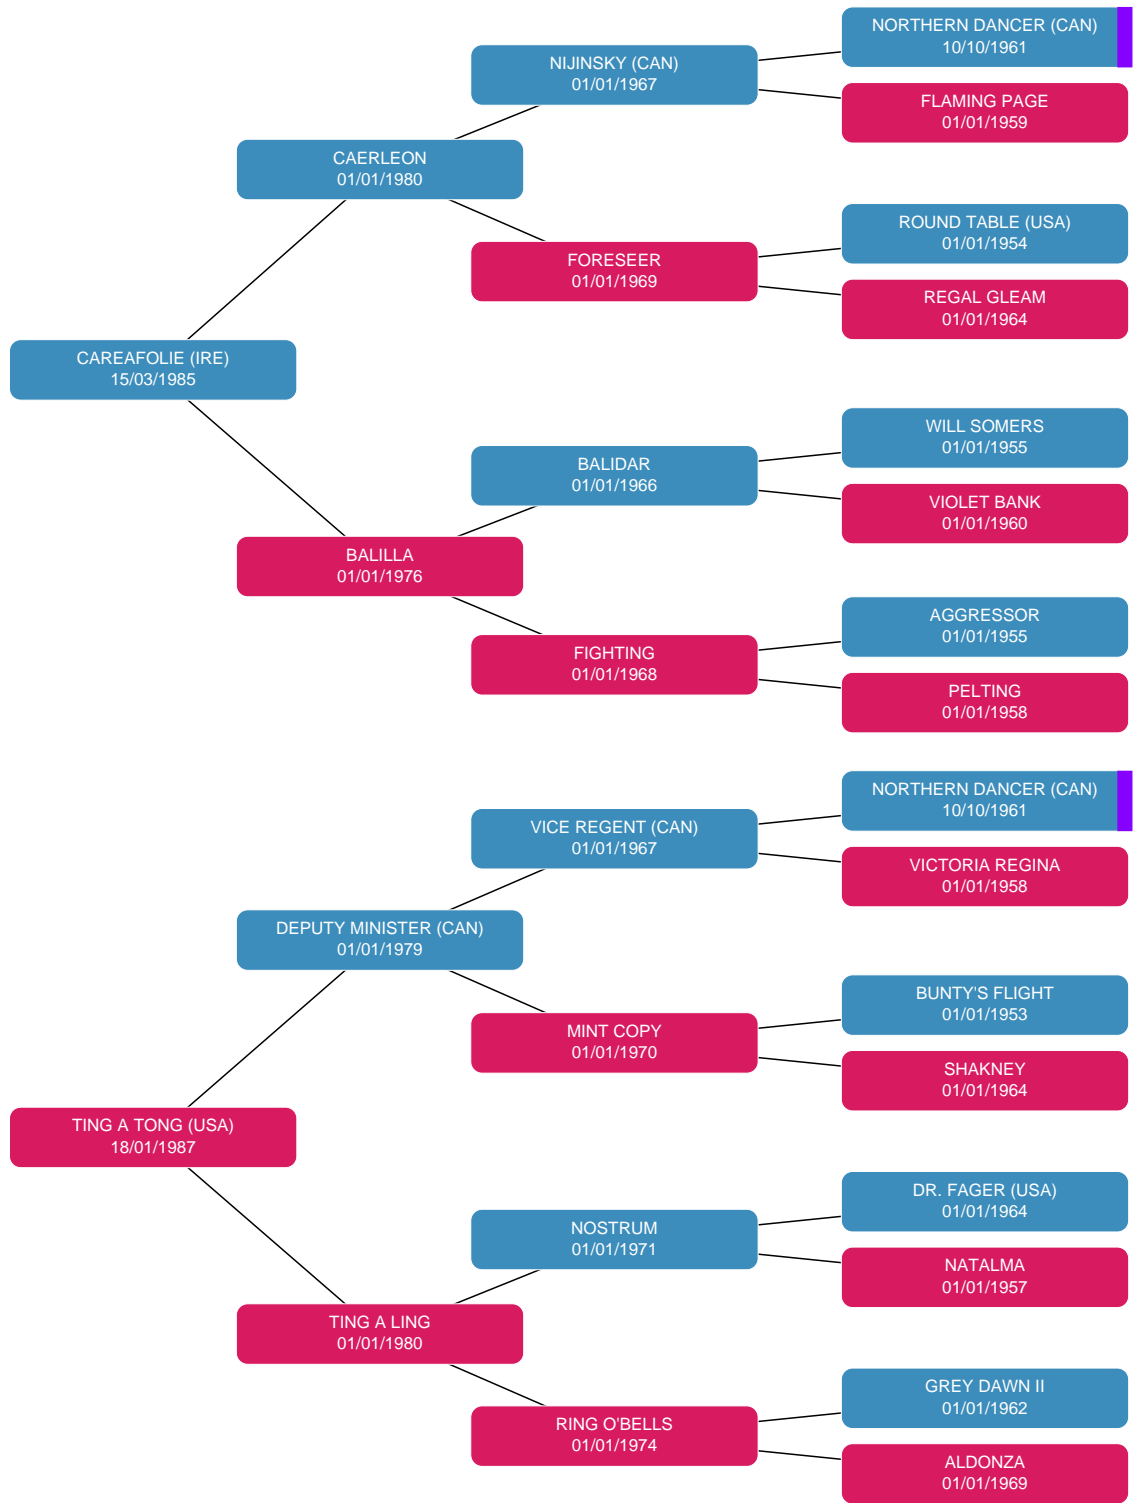 NORTHERN DANCER (CAN)
10/10/1961
NIJINSKY (CAN)
01/01/1967
FLAMING PAGE
01/01/1959
CAERLEON
01/01/1980
ROUND TABLE (USA)
01/01/1954
FORESEER
01/01/1969
REGAL GLEAM
01/01/1964
CAREAFOLIE (IRE)
15/03/1985
WILL SOMERS
01/01/1955
BALIDAR
01/01/1966
VIOLET BANK
01/01/1960
BALILLA
01/01/1976
AGGRESSOR
01/01/1955
FIGHTING
01/01/1968
PELTING
01/01/1958
NORTHERN DANCER (CAN)
10/10/1961
VICE REGENT (CAN)
01/01/1967
VICTORIA REGINA
01/01/1958
DEPUTY MINISTER (CAN)
01/01/1979
BUNTY'S FLIGHT
01/01/1953
MINT COPY
01/01/1970
SHAKNEY
01/01/1964
TING A TONG (USA)
18/01/1987
DR. FAGER (USA)
01/01/1964
NOSTRUM
01/01/1971
NATALMA
01/01/1957
TING A LING
01/01/1980
GREY DAWN II
01/01/1962
RING O'BELLS
01/01/1974
ALDONZA
01/01/1969